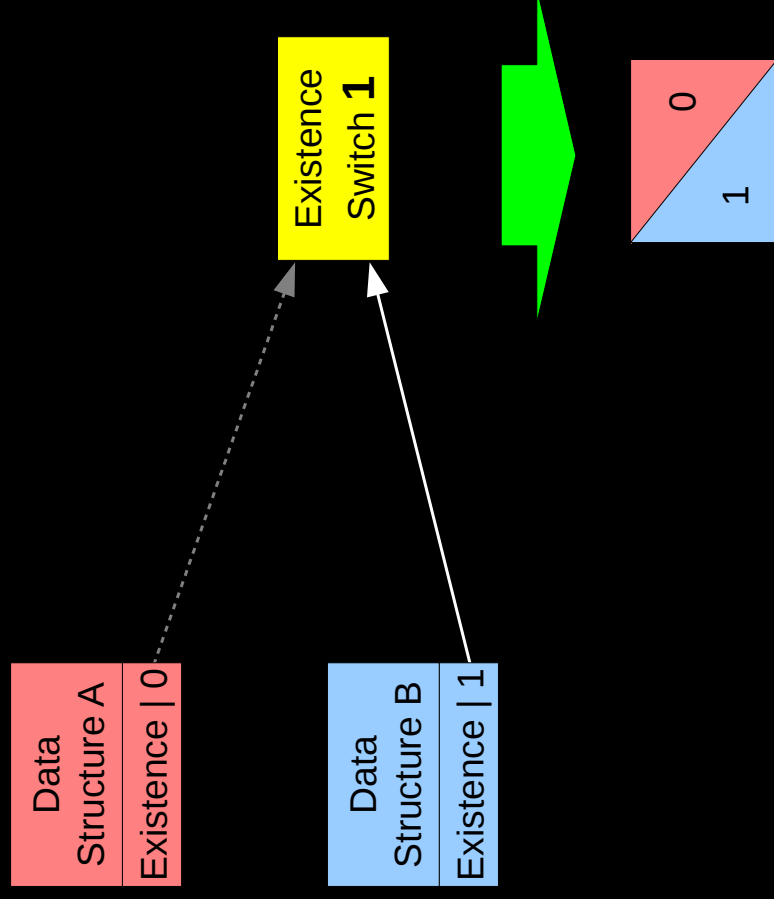 Data
Structure A
Existence | 0
Data
Structure B
Existence | 1
Existence
Switch 1
0
1